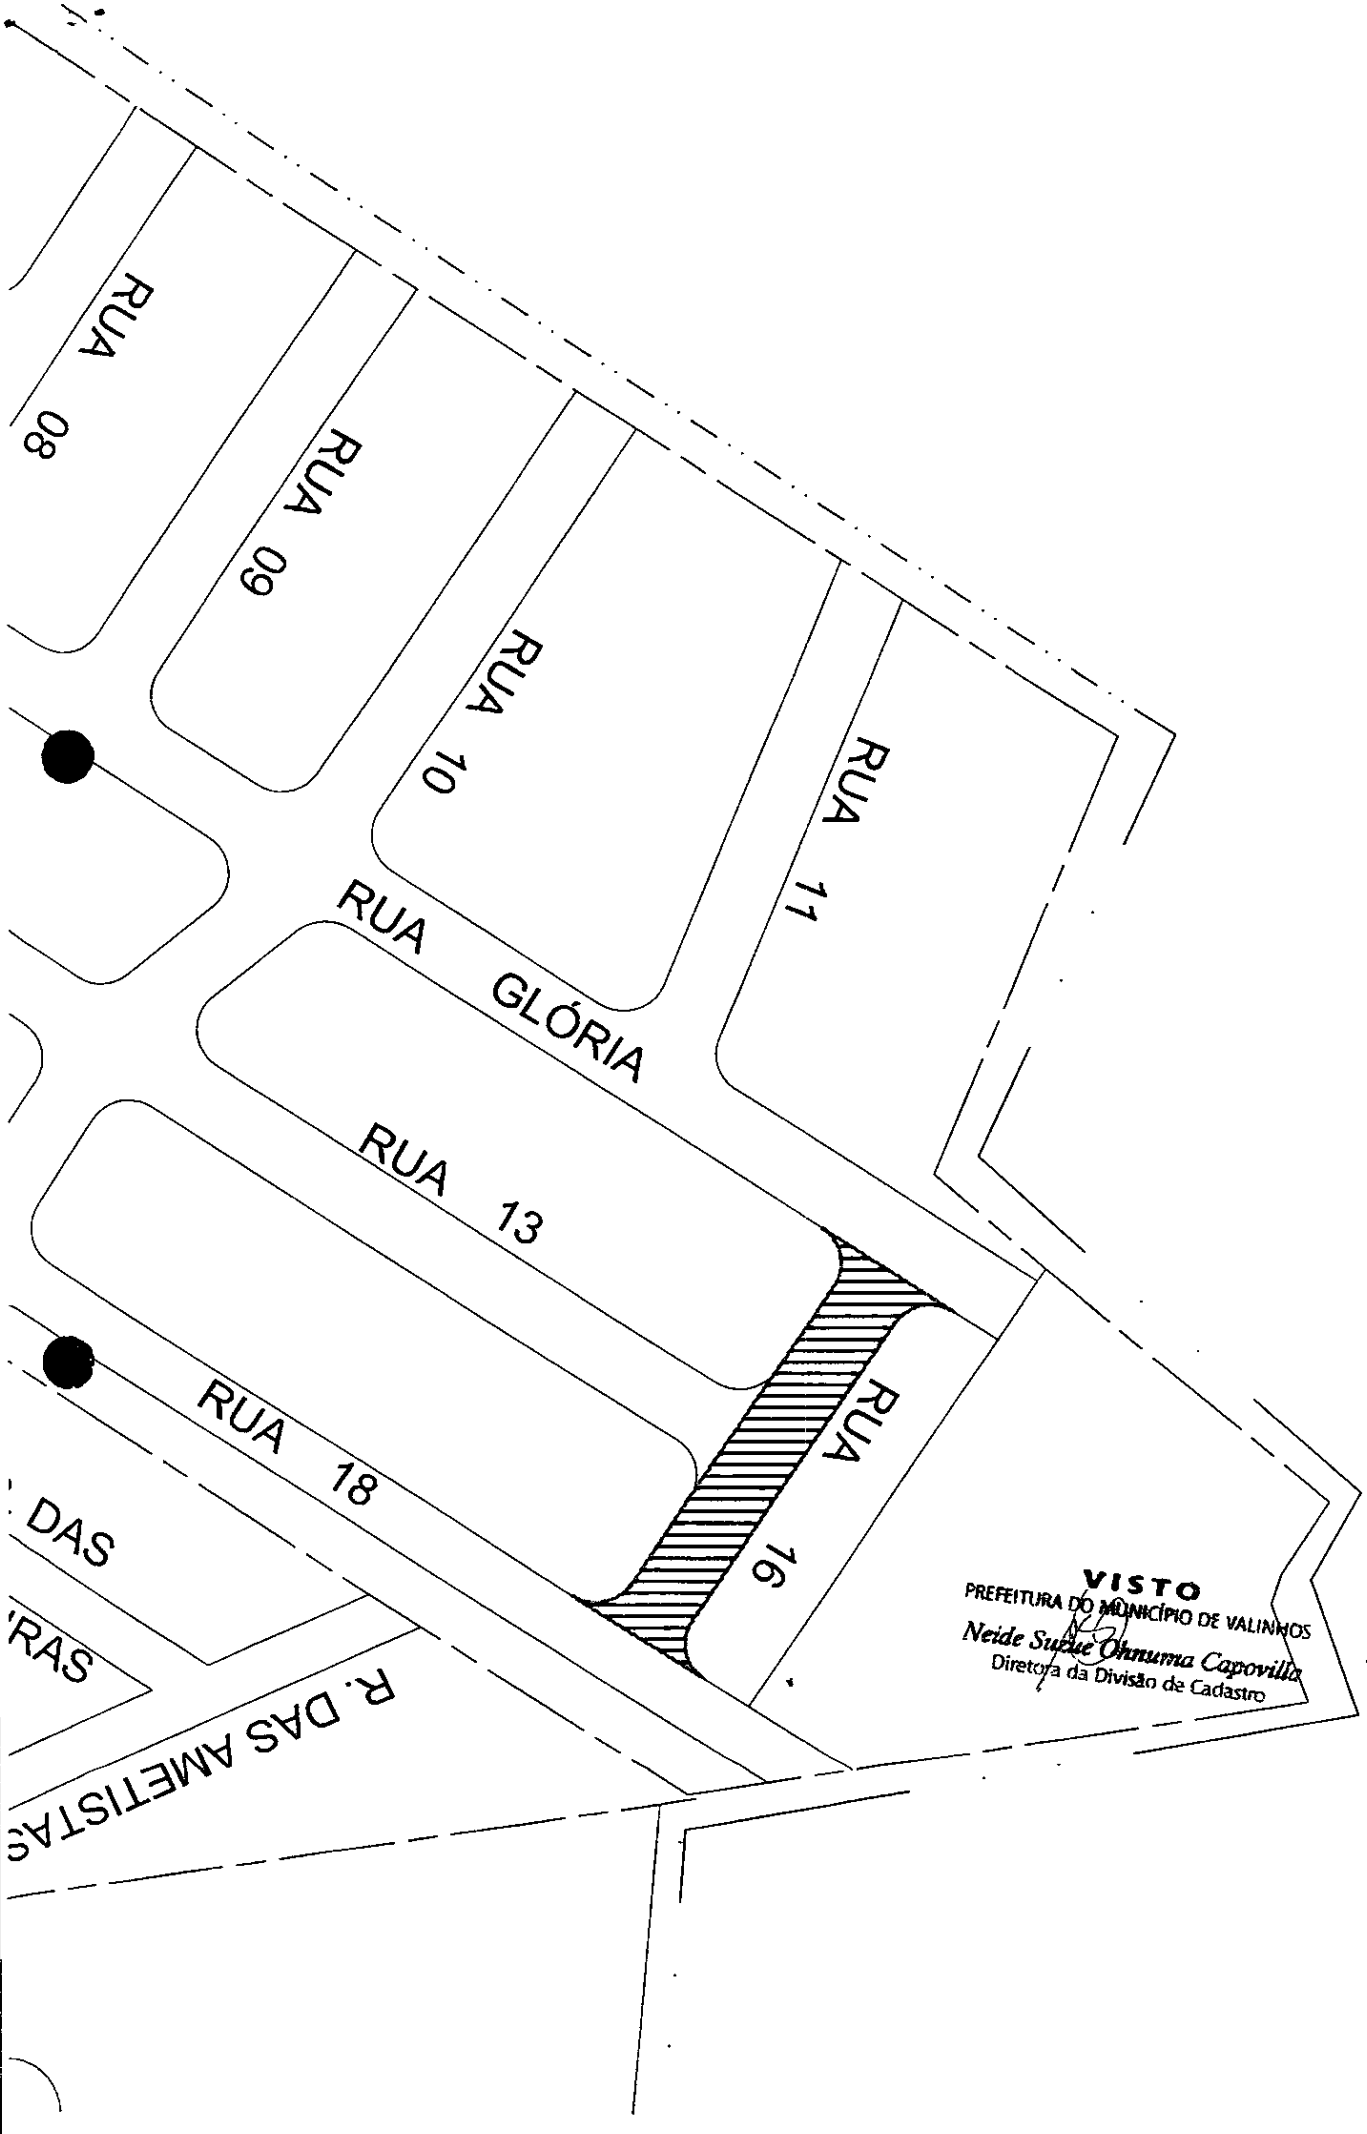 RUA 08
RUA 09
RUA 10
RUA 11
RUA GLÓRIA
RUA 13
RUA 16
RUA 18
DAS
RAS
R. DAS AMETISTAS
VISTO
PREFEITURA DO MUNICÍPIO DE VALINHOS
Neide Suzue Ohnuma Capovilla
Diretora da Divisão de Cadastro